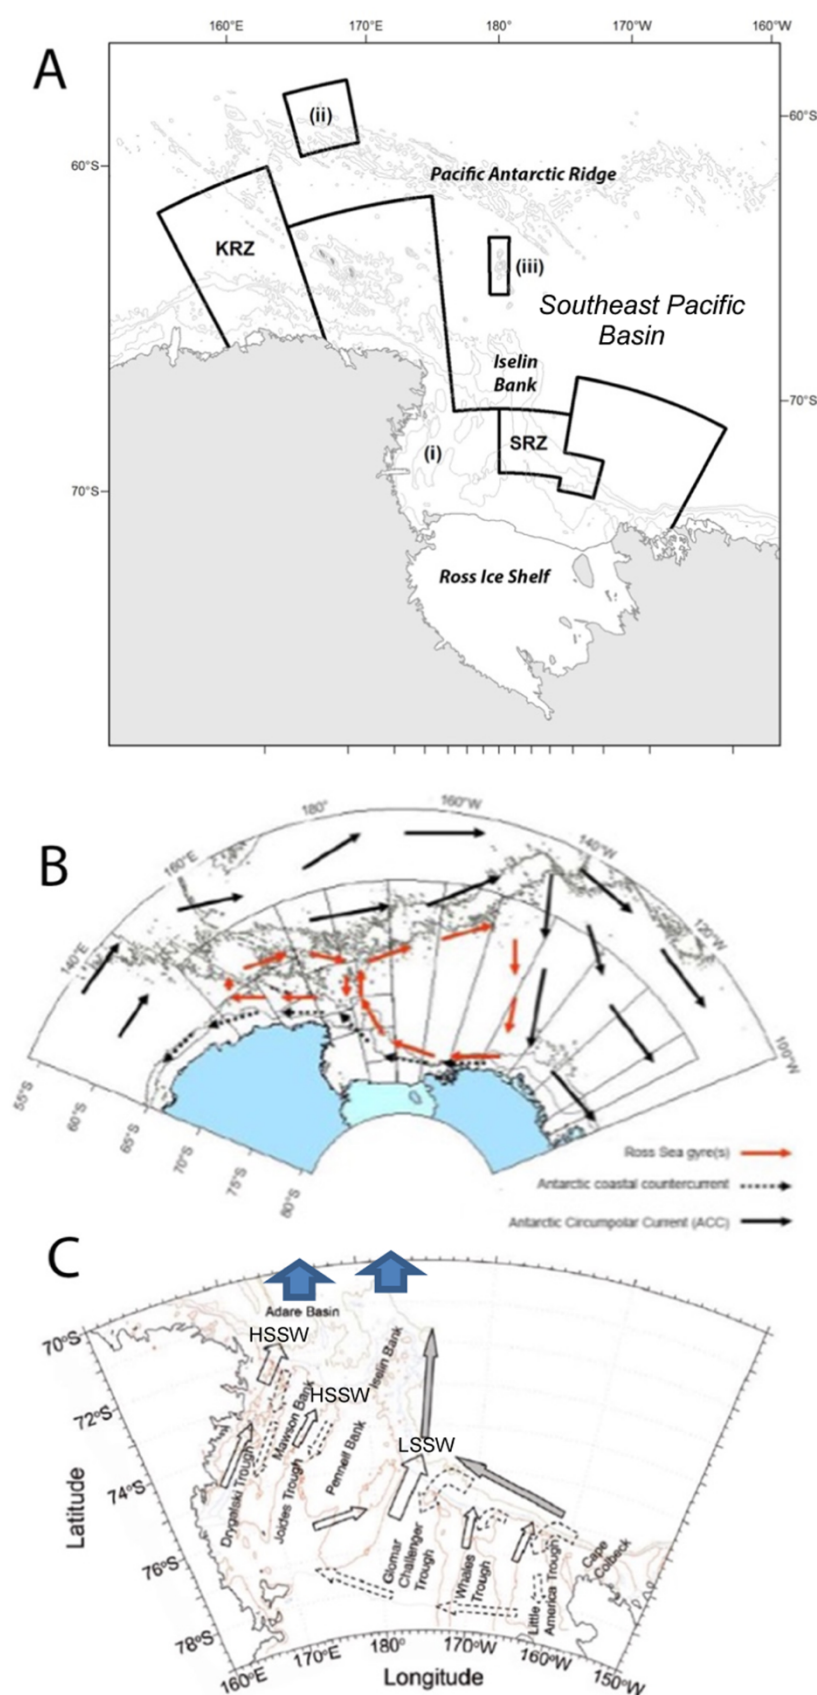 160°E 170°E 180° 170°W 160°W
A
(ii)
60°S
60°S
Pacific Antarctic Ridge
KRZ
(iii)
Southeast Pacific
Basin
Iselin
Bank
70°S
SRZ
(i)
70°S
Ross Ice Shelf
B
180° 160°W
160°E 140°W
140°E 120°W
100°W
55°S
60°S
65°S
70°S
75°S
80°S
Ross Sea gyre(s)
Antarctic coastal countercurrent
Antarctic Circumpolar Current (ACC)
C
Adare Basin
HSSW
70°S
Iselin Bank
HSSW
Mawson Bank
72°S
LSSW
Pennell Bank
Drygalski Trough
Joides Trough
74°S
Latitude
Glomar
Challenger
Trough
Whales
Trough
Little
America Trough
Cape
Colbeck
76°S
78°S
160°E 170°E 180° 170°W 160°W 150°W
Longitude